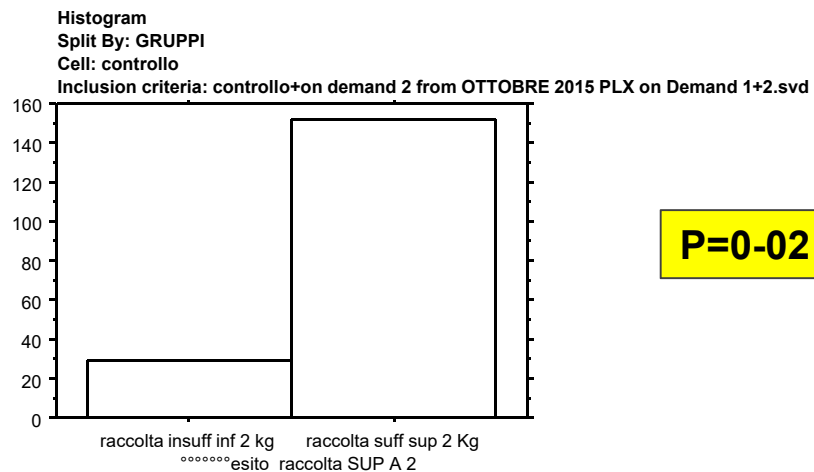 Histogram
Split By: GRUPPI
Cell: controllo
Inclusion criteria: controllo+on demand 2 from OTTOBRE 2015 PLX on Demand 1+2.svd
160
140
120
100
80
60
40
20
0
raccolta insuff inf 2 kg raccolta suff sup 2 Kg
°°°°°°°esito raccolta SUP A 2
P=0-02